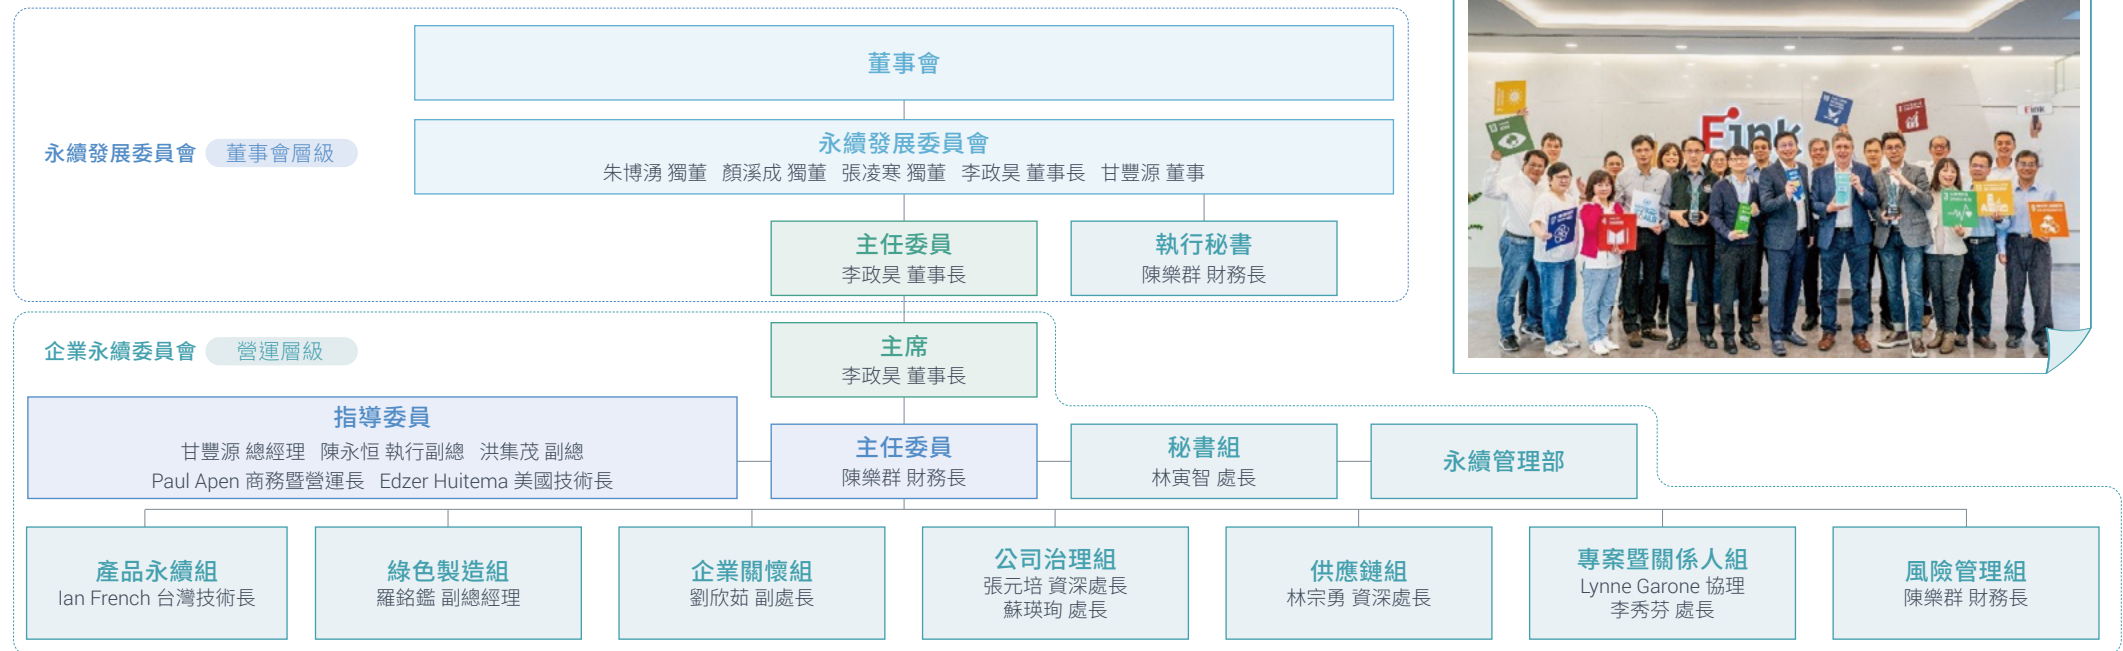 董事會
永續發展委員會 董事會層級
永續發展委員會
朱博湧 獨董 顏溪成 獨董 張凌寒 獨董 李政昊 董事長 甘豐源 董事
主任委員
李政昊 董事長
執行秘書
陳樂群 財務長
企業永續委員會 營運層級
主席
李政昊 董事長
指導委員
甘豐源 總經理 陳永恒 執行副總 洪集茂 副總
Paul Apen 商務暨營運長 Edzer Huitema 美國技術長
主任委員
陳樂群 財務長
秘書組
林寅智 處長
永續管理部
產品永續組
Ian French 台灣技術長
綠色製造組
羅銘鑑 副總經理
企業關懷組
劉欣茹 副處長
公司治理組
張元培 資深處長
蘇瑛珣 處長
供應鏈組
林宗勇 資深處長
專案暨關係人組
Lynne Garone 協理
李秀芬 處長
風險管理組
陳樂群 財務長
Eink
Eink